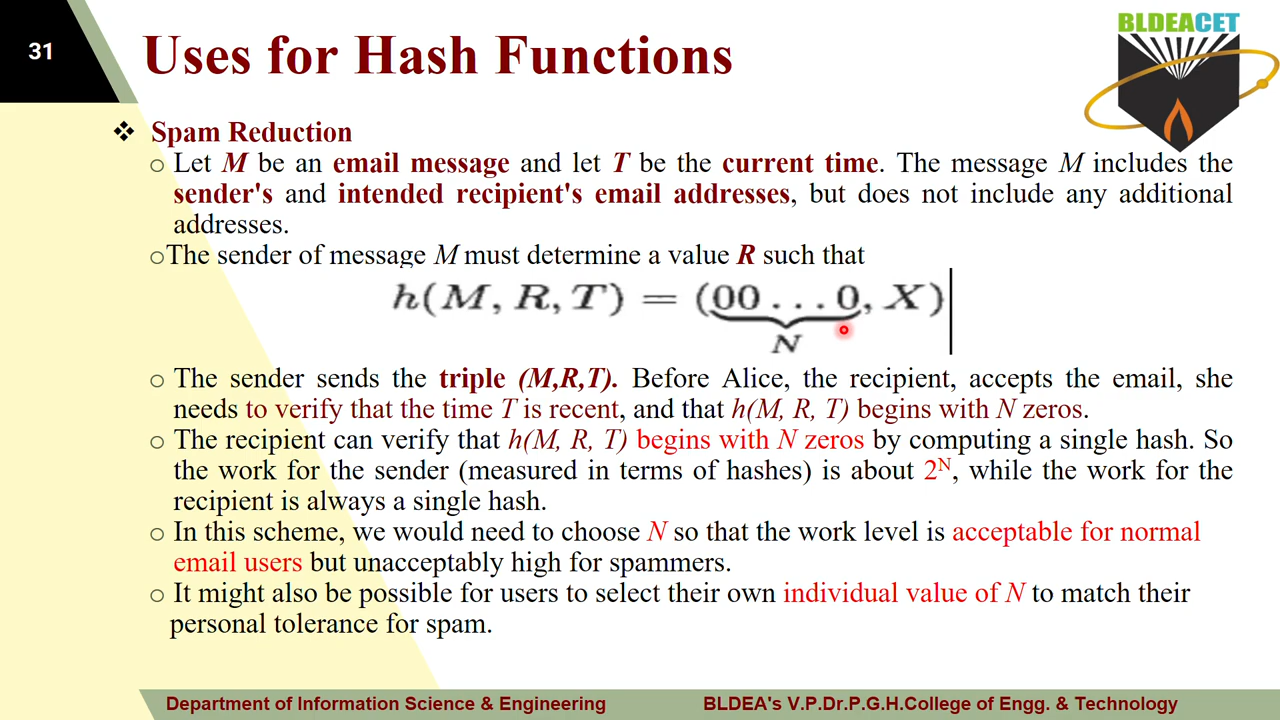 31
Uses for Hash Functions
BLDEACET
❖ Spam Reduction
○ Let M be an email message and let T be the current time. The message M includes the
sender's and intended recipient's email addresses, but does not include any additional
addresses.
○The sender of message M must determine a value R such that
h(M, R, T) = (00 . . . 0, X)
N
○ The sender sends the triple (M,R,T). Before Alice, the recipient, accepts the email, she
needs to verify that the time T is recent, and that h(M, R, T) begins with N zeros.
○ The recipient can verify that h(M, R, T) begins with N zeros by computing a single hash. So
the work for the sender (measured in terms of hashes) is about 2ᴺ, while the work for the
recipient is always a single hash.
○ In this scheme, we would need to choose N so that the work level is acceptable for normal
email users but unacceptably high for spammers.
○ It might also be possible for users to select their own individual value of N to match their
personal tolerance for spam.
Department of Information Science & Engineering BLDEA's V.P.Dr.P.G.H.College of Engg. & Technology